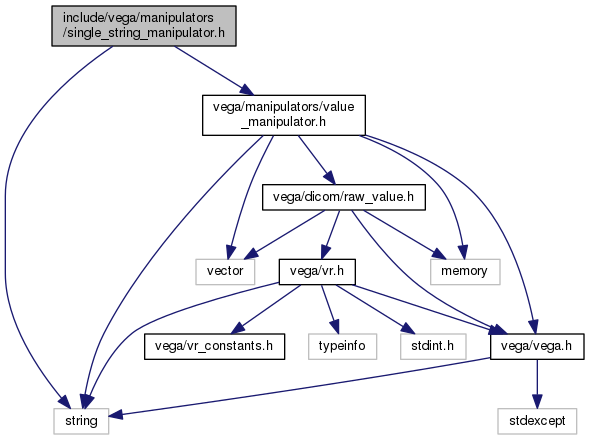 include/vega/manipulators
/single_string_manipulator.h
vega/manipulators/value
_manipulator.h
vega/dicom/raw_value.h
vector
vega/vr.h
memory
vega/vr_constants.h
typeinfo
stdint.h
vega/vega.h
string
stdexcept